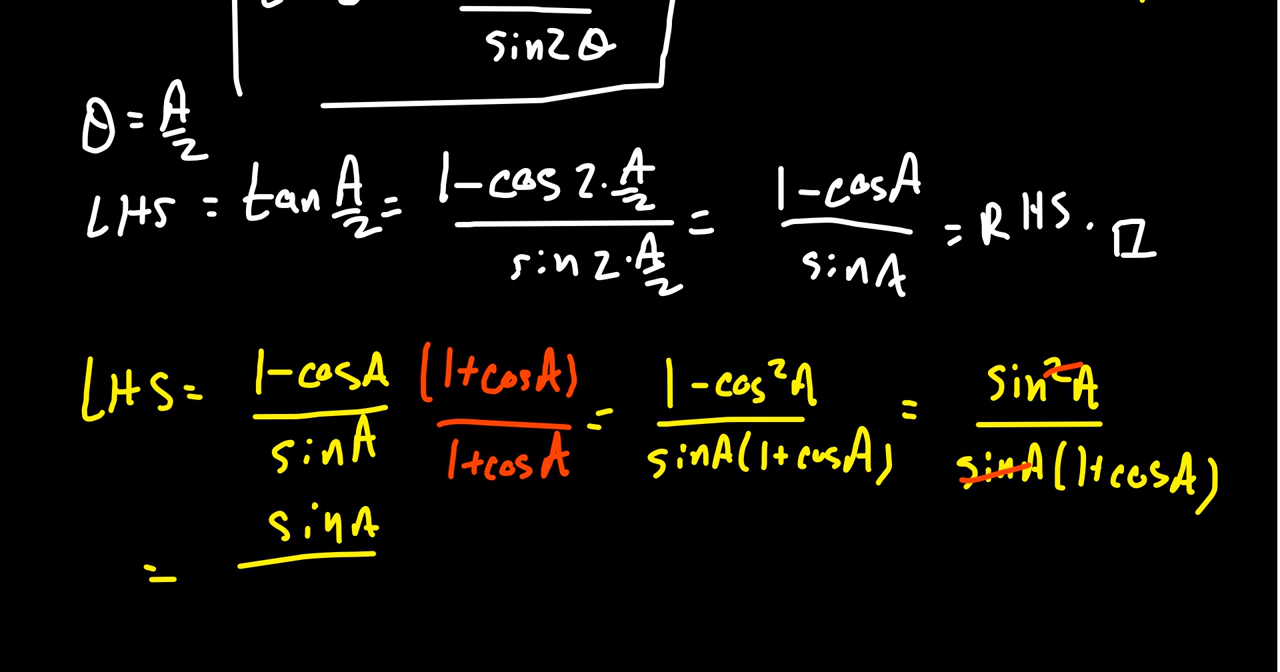 sin2θ
θ = A/2
LHS = tan A/2 = (1-cos 2·A/2)/(sin 2·A/2) = (1-cosA)/(sinA) = RHS. □
LHS = (1-cosA)/(sinA) (1+cosA)/(1+cosA) = (1-cos²A)/(sinA(1+cosA)) = (sin²A)/(sinA(1+cosA))
= sinA/